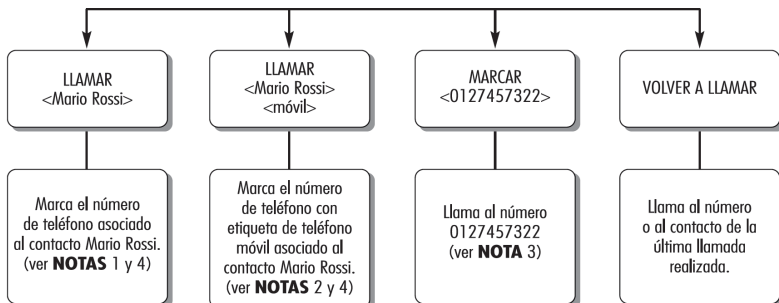 LLAMAR
<Mario Rossi>
LLAMAR
<Mario Rossi>
<móvil>
MARCAR
<0127457322>
VOLVER A LLAMAR
Marca el número
de teléfono asociado
al contacto Mario Rossi.
(ver NOTAS 1 y 4)
Marca el número
de teléfono con
etiqueta de teléfono
móvil asociado al
contacto Mario Rossi.
(ver NOTAS 2 y 4)
Llama al número
0127457322
(ver NOTA 3)
Llama al número
o al contacto de la
última llamada
realizada.